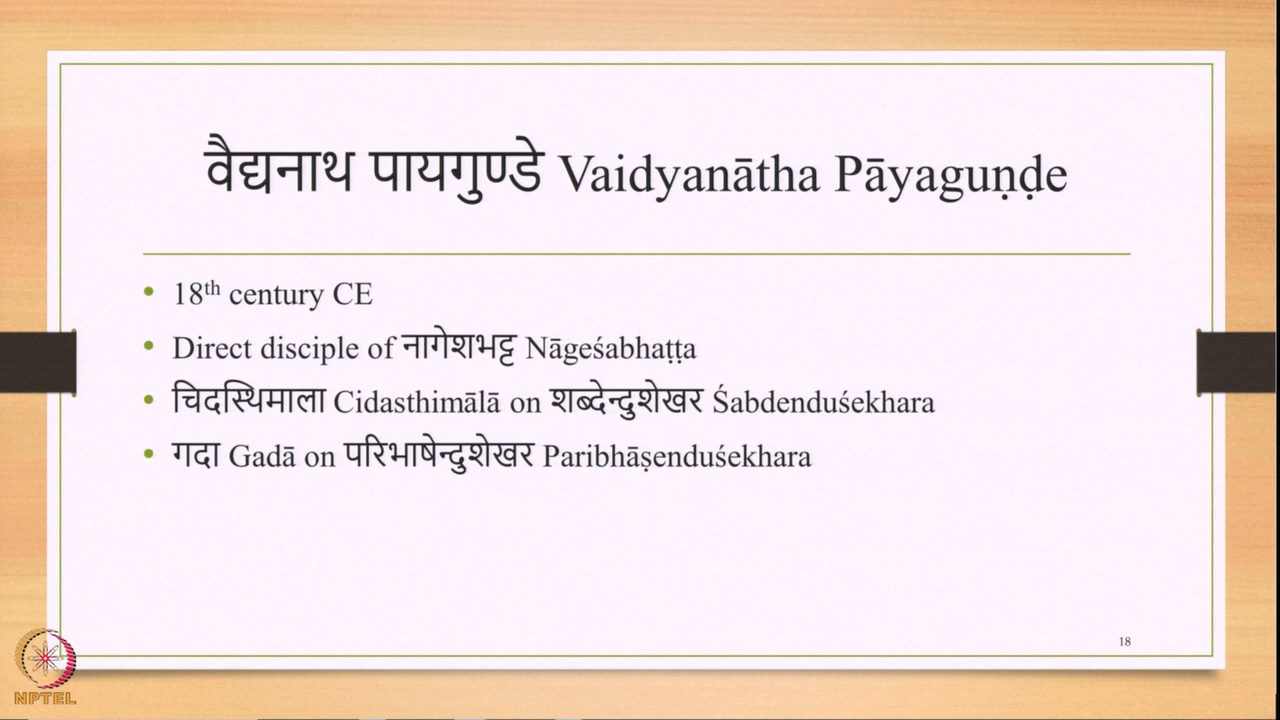 वैद्यनाथ पायगुण्डे Vaidyanātha Pāyaguṇḍe
• 18th century CE
• Direct disciple of नागेशभट्ट Nāgeśabhaṭṭa
• चिदस्थिमाला Cidasthimālā on शब्देन्दुशेखर Śabdenduśekhara
• गदा Gadā on परिभाषेन्दुशेखर Paribhāṣenduśekhara
18
NPTEL